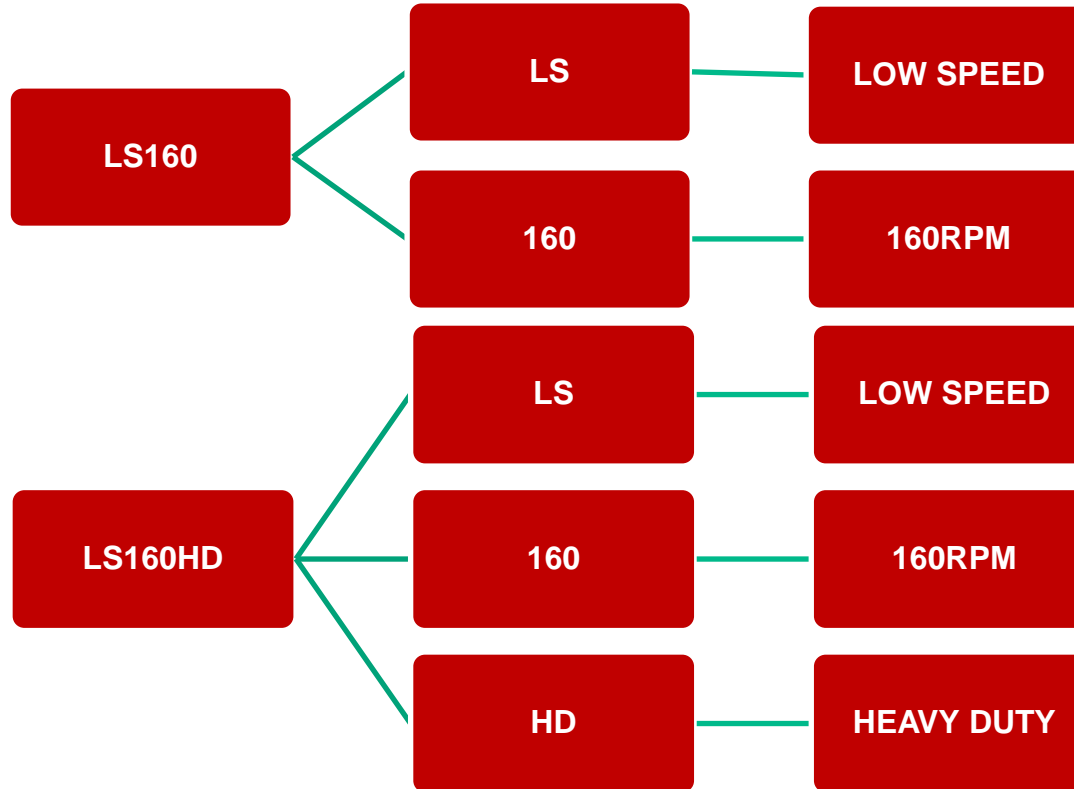 LS160
LS
LOW SPEED
160
160RPM
LS160HD
LS
LOW SPEED
160
160RPM
HD
HEAVY DUTY